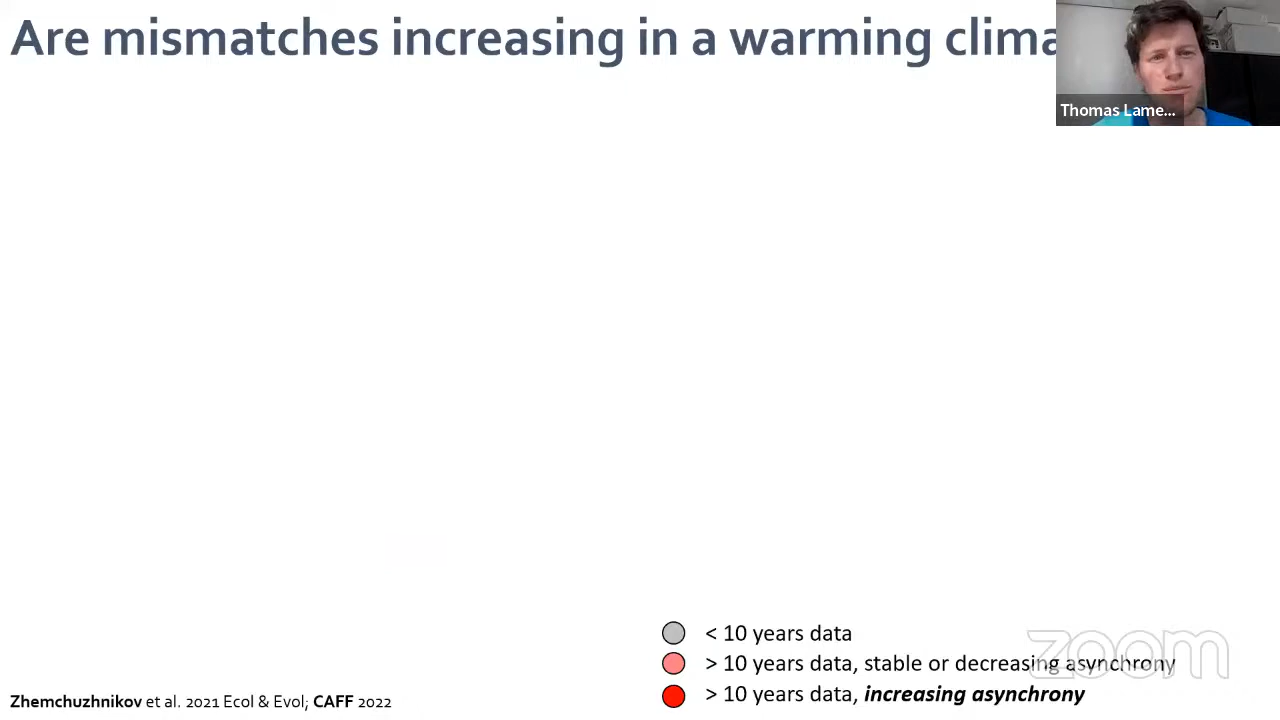 Are mismatches increasing in a warming clima
Thomas Lame...
< 10 years data
> 10 years data, stable or decreasing asynchrony
> 10 years data, increasing asynchrony
zoom
Zhemchuzhnikov et al. 2021 Ecol & Evol; CAFF 2022